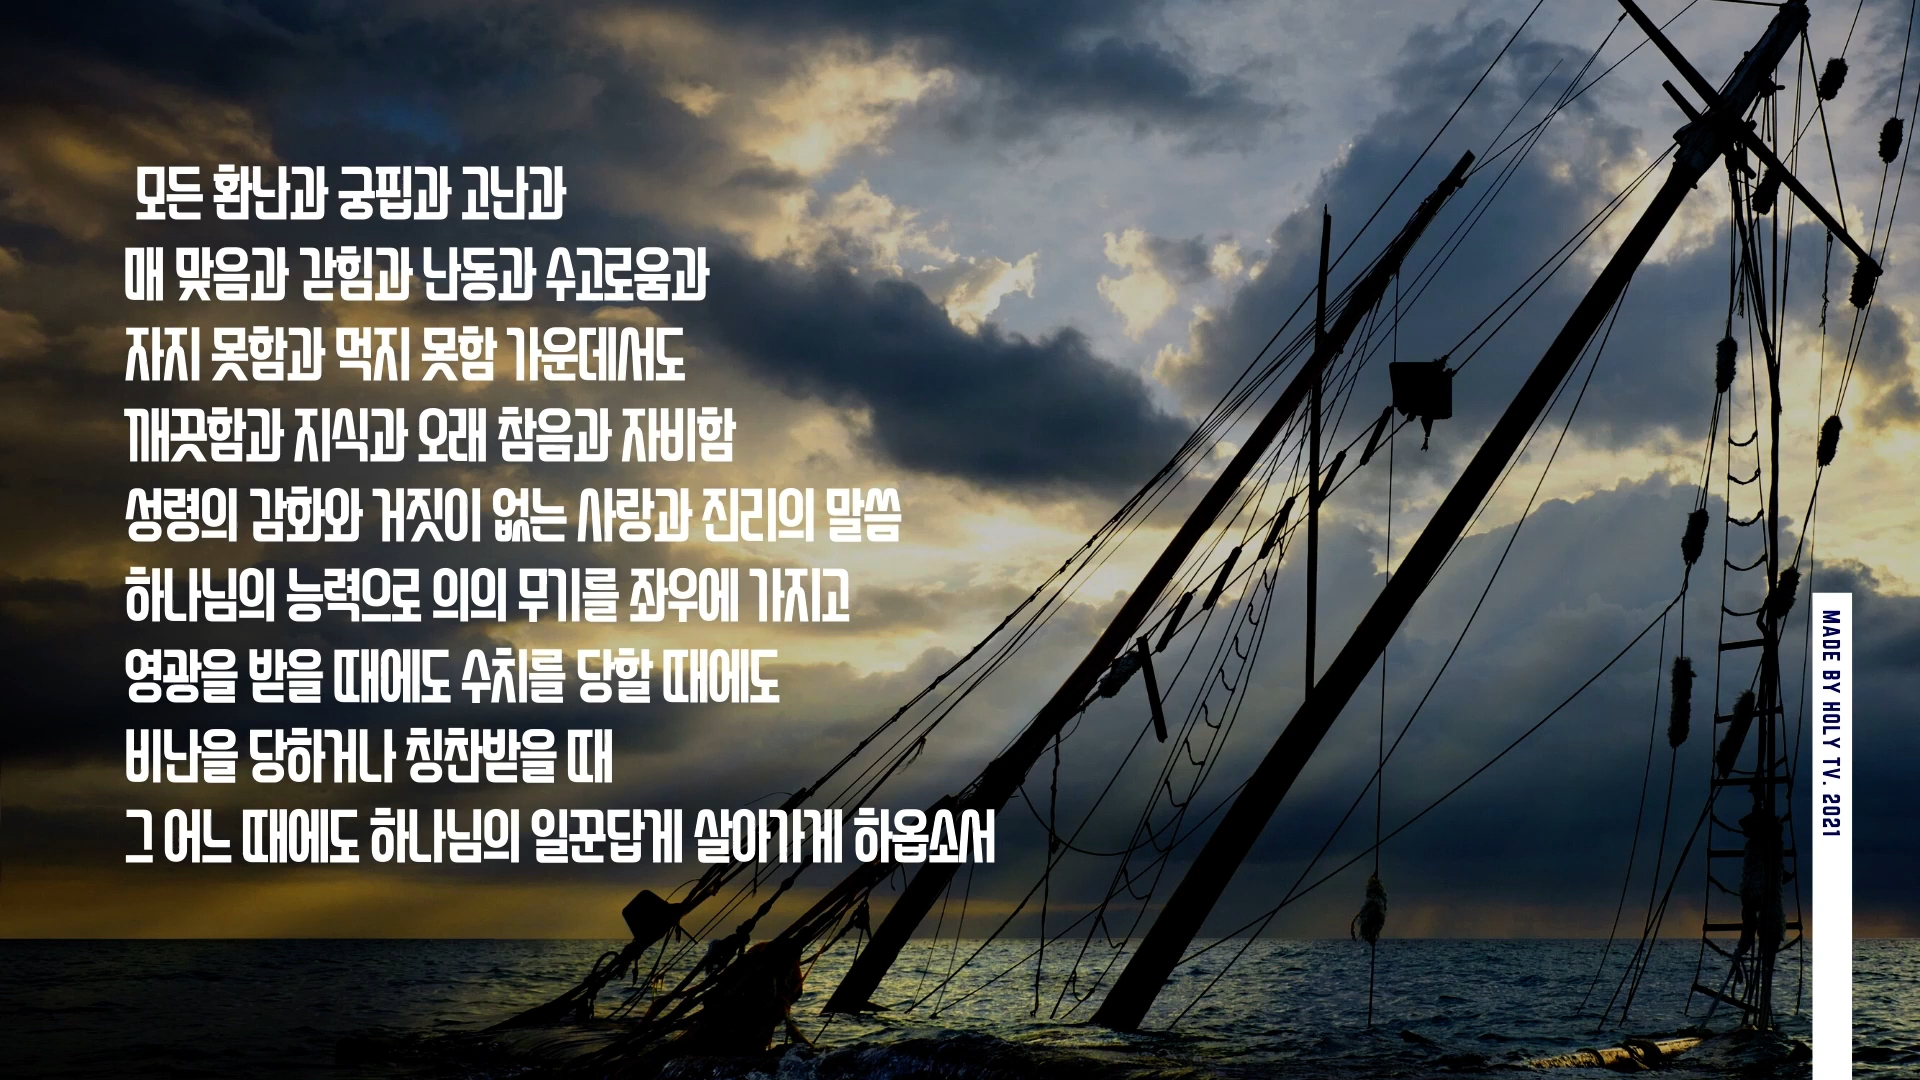 모든 환난과 궁핍과 고난과
매 맞음과 갇힘과 난동과 수고로움과
자지 못함과 먹지 못함 가운데서도
깨끗함과 지식과 오래 참음과 자비함
성령의 감화와 거짓이 없는 사랑과 진리의 말씀
하나님의 능력으로 의의 무기를 좌우에 가지고
영광을 받을 때에도 수치를 당할 때에도
비난을 당하거나 칭찬받을 때
그 어느 때에도 하나님의 일꾼답게 살아가게 하옵소서
MADE BY HOLY TV. 2021